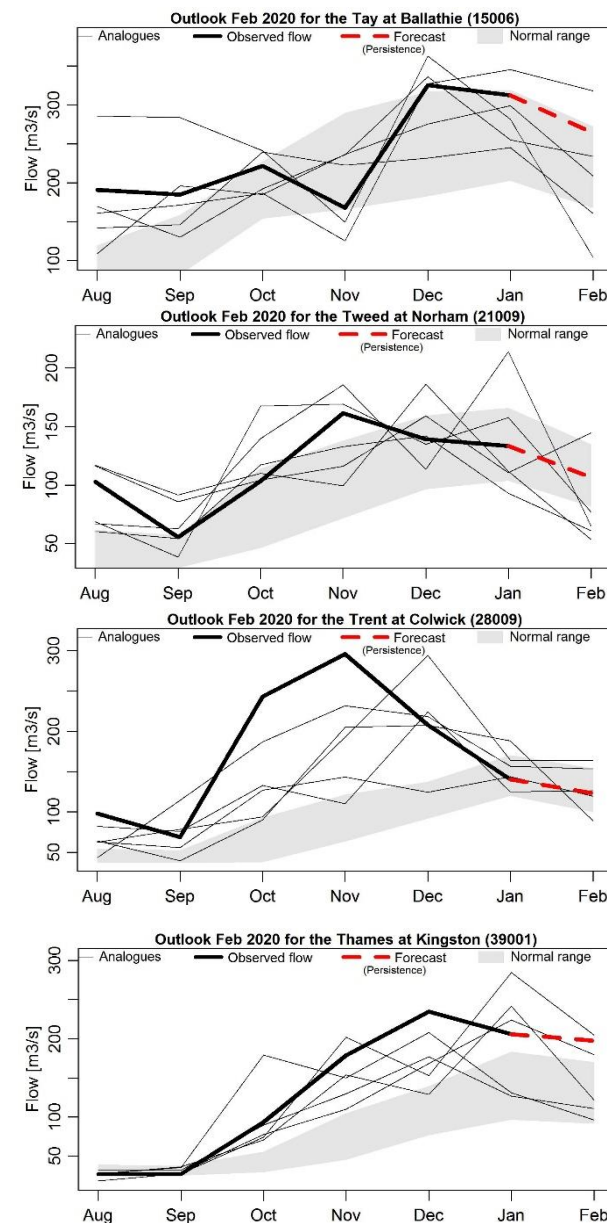 Outlook Feb 2020 for the Tay at Ballathie (15006)
Analogues Observed flow Forecast Normal range
(Persistence)
Flow [m3/s]
100 200 300
Aug Sep Oct Nov Dec Jan Feb
Outlook Feb 2020 for the Tweed at Norham (21009)
Analogues Observed flow Forecast Normal range
(Persistence)
Flow [m3/s]
50 100 150 200
Aug Sep Oct Nov Dec Jan Feb
Outlook Feb 2020 for the Trent at Colwick (28009)
Analogues Observed flow Forecast Normal range
(Persistence)
Flow [m3/s]
50 100 200 300
Aug Sep Oct Nov Dec Jan Feb
Outlook Feb 2020 for the Thames at Kingston (39001)
Analogues Observed flow Forecast Normal range
(Persistence)
Flow [m3/s]
50 100 200 300
Aug Sep Oct Nov Dec Jan Feb